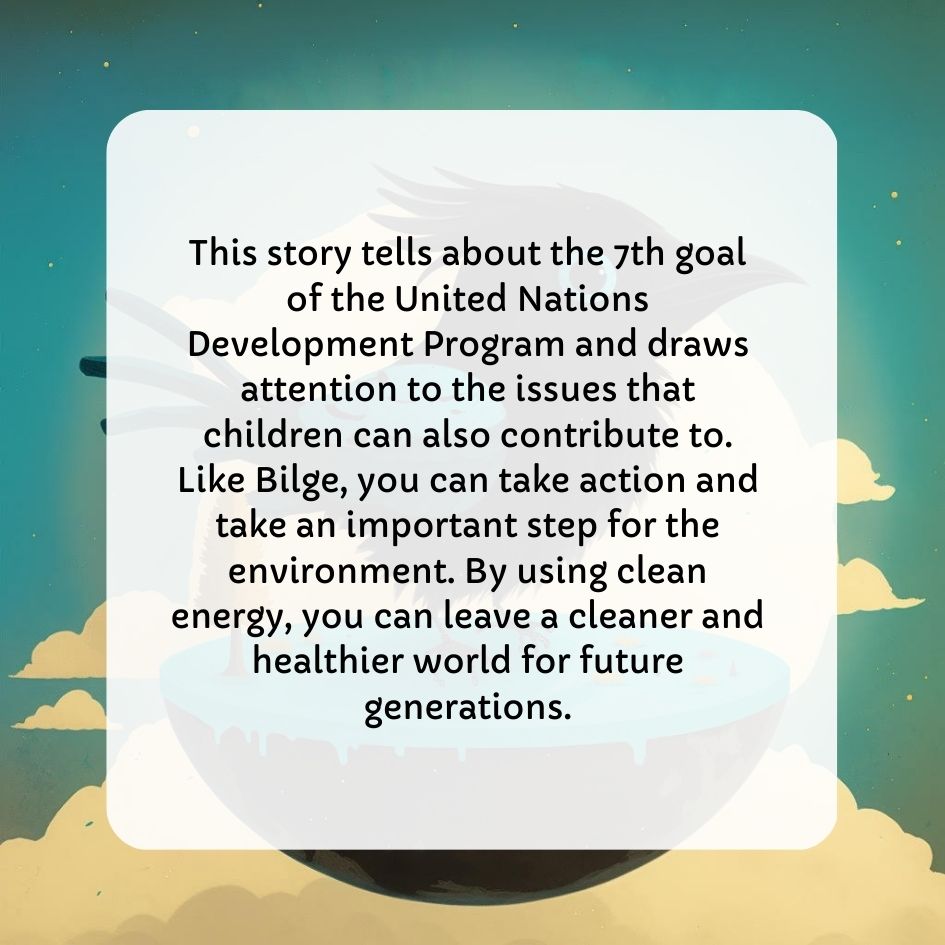 This story tells about the 7th goal
of the United Nations
Development Program and draws
attention to the issues that
children can also contribute to.
Like Bilge, you can take action and
take an important step for the
environment. By using clean
energy, you can leave a cleaner and
healthier world for future
generations.